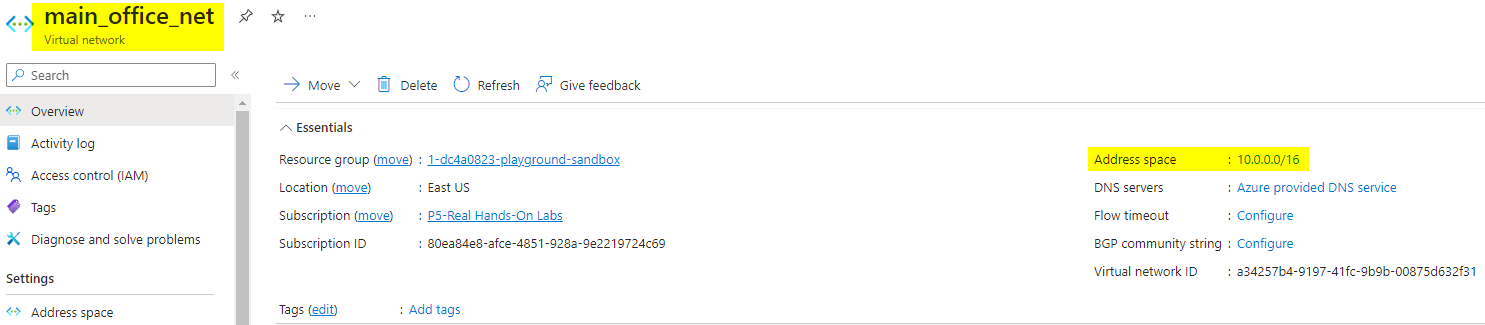 main_office_net
Virtual network
Search
Overview
Activity log
Access control (IAM)
Tags
Diagnose and solve problems
Settings
Address space
Move
Delete
Refresh
Give feedback
Essentials
Resource group (move) : 1-dc4a0823-playground-sandbox
Location (move) : East US
Subscription (move) : P5-Real Hands-On Labs
Subscription ID : 80ea84e8-afce-4851-928a-9e2219724c69
Address space : 10.0.0.0/16
DNS servers : Azure provided DNS service
Flow timeout : Configure
BGP community string : Configure
Virtual network ID : a34257b4-9197-41fc-9b9b-00875d632f31
Tags (edit) : Add tags